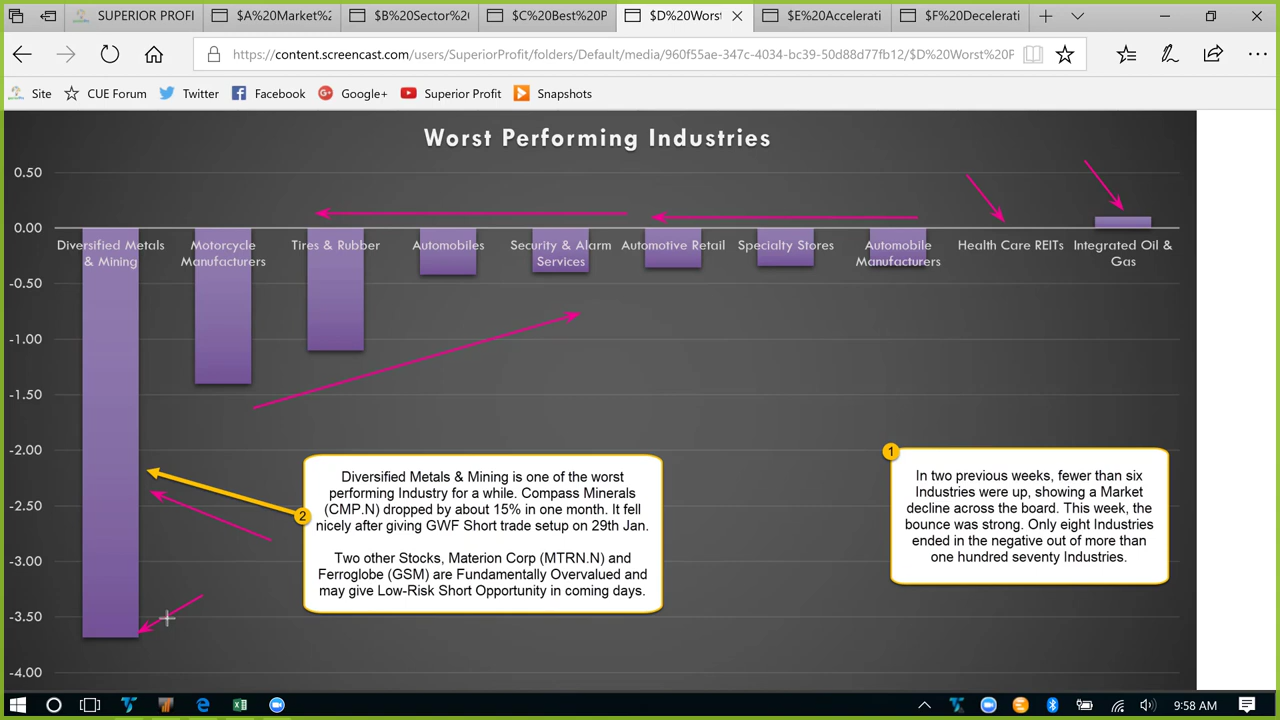 SUPERIOR PROFI
$A%20Market%2
$B%20Sector%20
$C%20Best%20P
$D%20Wors
$E%20Accelerati
$F%20Decelerati
https://content.screencast.com/users/SuperiorProfit/folders/Default/media/960f55ae-347c-4034-bc39-50d88d77fb12/$D%20Worst%20F
Site
CUE Forum
Twitter
Facebook
Google+
Superior Profit
Snapshots
Worst Performing Industries
0.50
0.00
-0.50
-1.00
-1.50
-2.00
-2.50
-3.00
-3.50
-4.00
Diversified Metals
& Mining
Motorcycle
Manufacturers
Tires & Rubber
Automobiles
Security & Alarm
Services
Automotive Retail
Specialty Stores
Automobile
Manufacturers
Health Care REITs
Integrated Oil &
Gas
2
Diversified Metals & Mining is one of the worst
performing Industry for a while. Compass Minerals
(CMP.N) dropped by about 15% in one month. It fell
nicely after giving GWF Short trade setup on 29th Jan.
Two other Stocks, Materion Corp (MTRN.N) and
Ferroglobe (GSM) are Fundamentally Overvalued and
may give Low-Risk Short Opportunity in coming days.
1
In two previous weeks, fewer than six
Industries were up, showing a Market
decline across the board. This week, the
bounce was strong. Only eight Industries
ended in the negative out of more than
one hundred seventy Industries.
9:58 AM